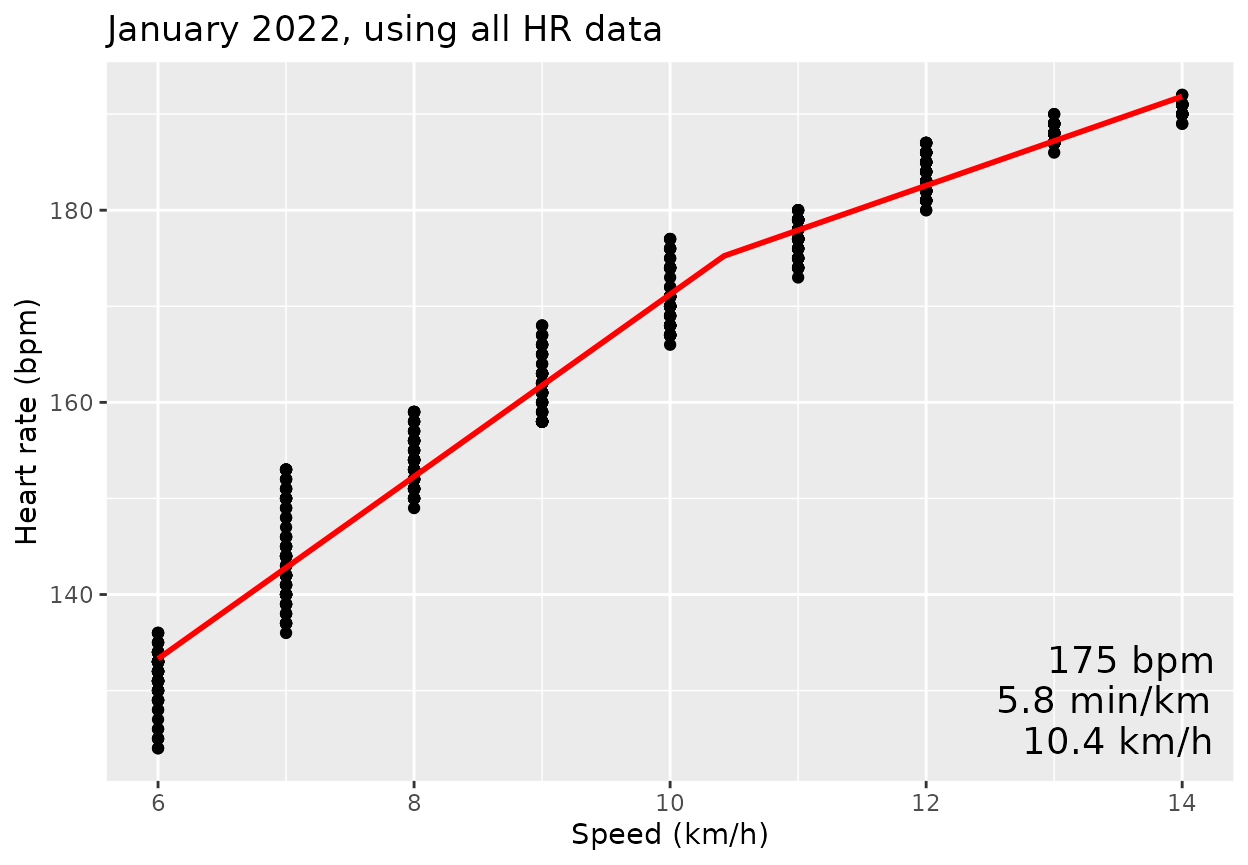 January 2022, using all HR data
Heart rate (bpm)
180
160
140
175 bpm
5.8 min/km
10.4 km/h
6
8
10
12
14
Speed (km/h)